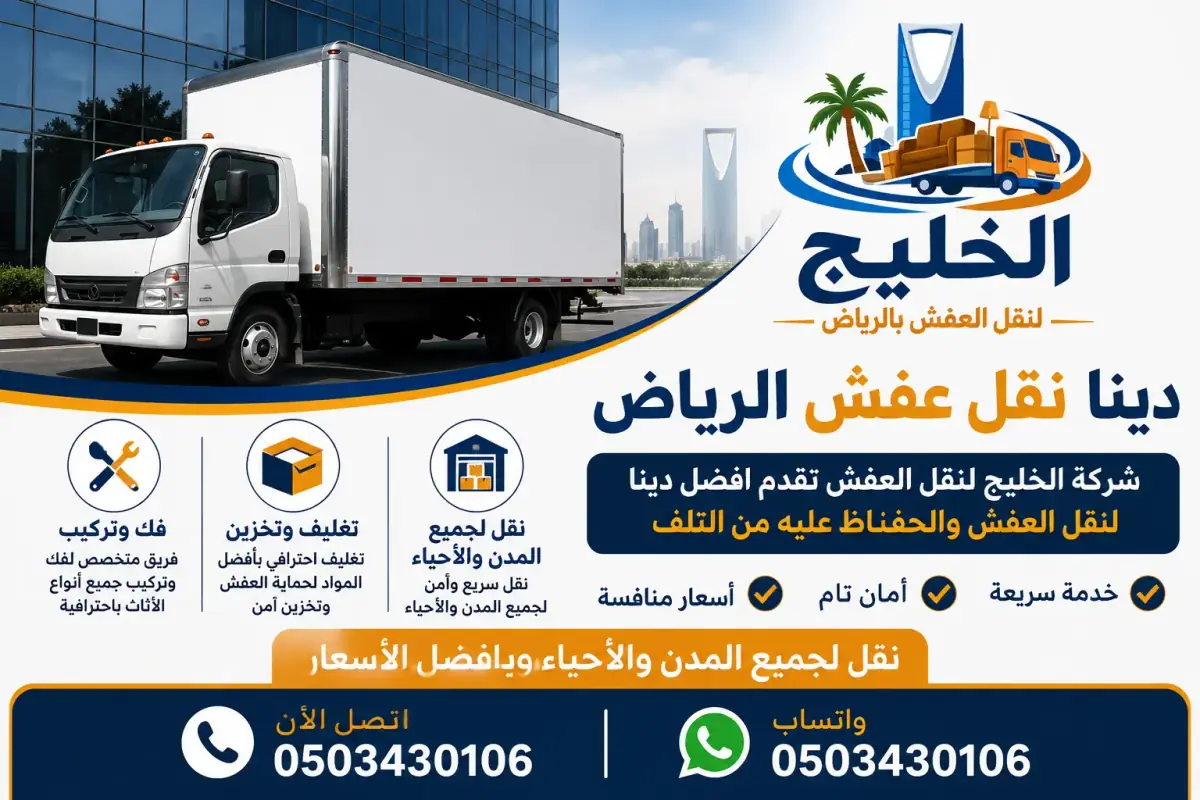 الخليج
لنقل العفش بالرياض
دينا نقل عفش الرياض
شركة الخليج لنقل العفش تقدم افضل دينا
لنقل العفش والحفناظ عليه من التلف
خدمة سريعة
أمان تام
أسعار منافسة
نقل لجميع
المدن والأحياء
نقل سريع وأمن
لجميع المدن والأحياء
تغليف وتخزين
تغليف احترافي بأفضل
المواد لحماية العفش
وتخزين آمن
فك وتركيب
فريق متخصص لفك
وتركيب جميع أنواع
الأثاث باحترافية
نقل لجميع المدن والأحياء وبافضل الأسعار
واتساب
0503430106
اتصل الأن
0503430106